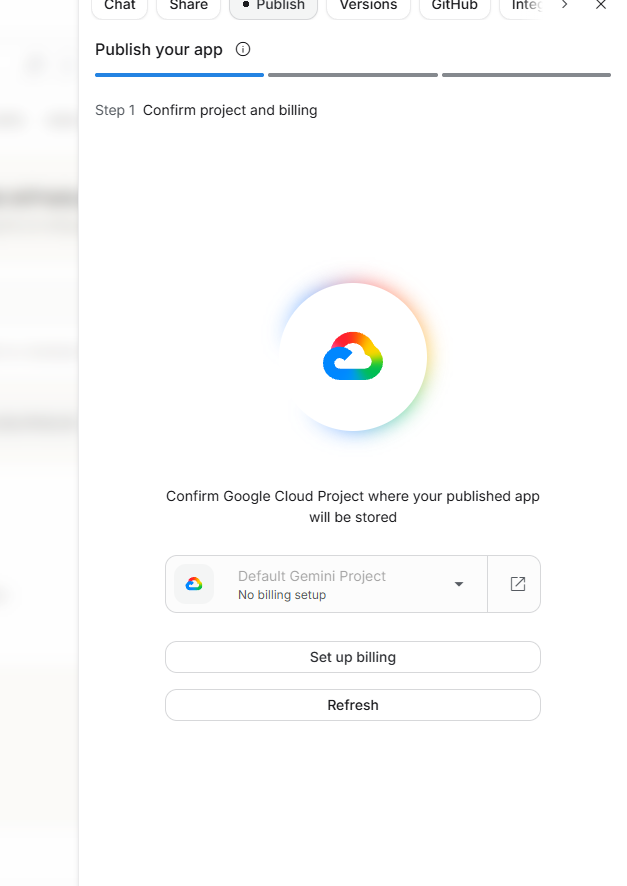 Chat Share Publish Versions GitHub
Publish your app
Step 1 Confirm project and billing
Confirm Google Cloud Project where your published app
will be stored
Default Gemini Project
No billing setup
Set up billing
Refresh